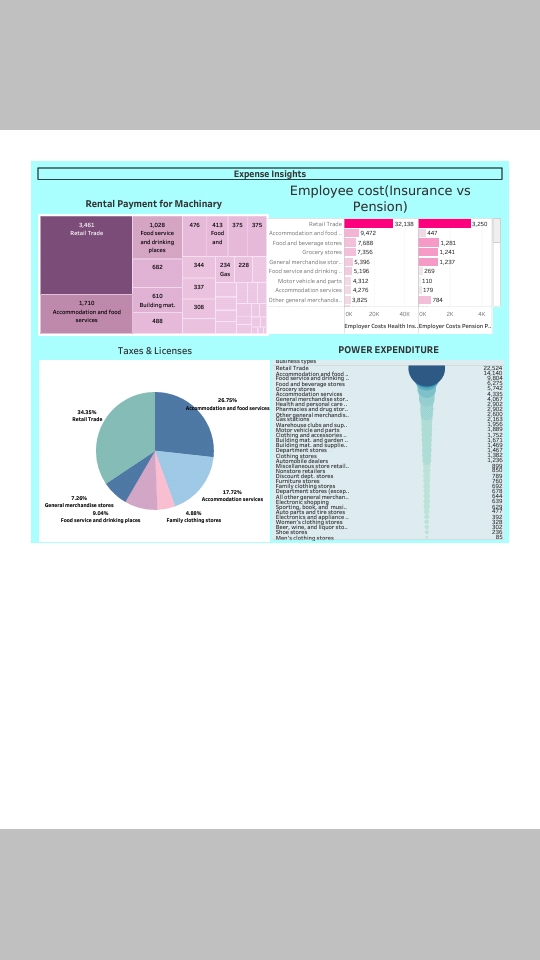 Expense Insights
Rental Payment for Machinary
3,461
Retail Trade
1,710
Accommodation and food
services
1,028
Food service
and drinking
places
682
610
Building mat.
488
476
413
Food
and
375
375
344
234
Gas
228
337
308
Employee cost(Insurance vs
Pension)
Retail Trade 32,138 3,250
Accommodation and food.. 9,472 447
Food and beverage stores 7,688 1,281
Grocery stores 7,356 1,241
General merchandise stor.. 5,396 1,237
Food service and drinking .. 5,196 269
Motor vehicle and parts 4,312 110
Accommodation services 4,276 179
Other general merchandis.. 3,825 784
0K 20K 40K 0K 2K 4K
Employer Costs Health Ins.. Employer Costs Pension P..
Taxes & Licenses
26.75%
Accommodation and food services
34.35%
Retail Trade
17.72%
Accommodation services
7.26%
General merchandise stores
9.04%
Food service and drinking places
4.88%
Family clothing stores
POWER EXPENDITURE
Business types
Retail Trade 22,524
Accommodation and food .. 14,140
Food service and drinking .. 9,804
Food and beverage stores 6,275
Grocery stores 5,742
Accommodation services 4,335
General merchandise stor.. 4,067
Health and personal care .. 2,902
Pharmacies and drug stor.. 2,902
Other general merchandis.. 2,600
Gas stations 2,163
Warehouse clubs and sup.. 1,956
Motor vehicle and parts 1,889
Clothing and accessories .. 1,752
Building mat. and garden .. 1,671
Building mat. and supplie.. 1,469
Department stores 1,467
Clothing stores 1,382
Automobile dealers 1,236
Miscellaneous store retail.. 899
Nonstore retailers 850
Discount dept. stores 789
Furniture stores 760
Family clothing stores 692
Department stores (excep.. 678
All other general merchan.. 644
Electronic shopping 639
Sporting, book, and musi.. 629
Auto parts and tire stores 477
Electronics and appliance .. 392
Women's clothing stores 328
Beer, wine, and liquor sto.. 302
Shoe stores 236
Men's clothing stores 85